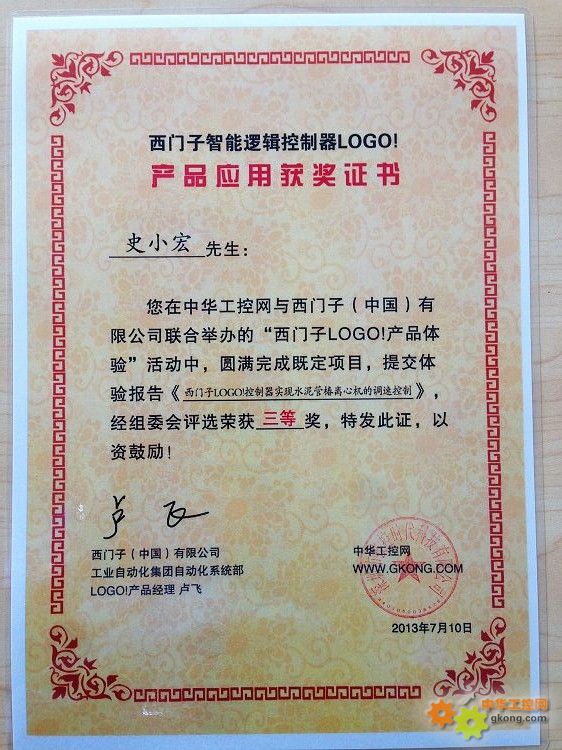 西门子智能逻辑控制器LOGO!
产品应用获奖证书
史小宏 先生：
您在中华工控网与西门子（中国）有
限公司联合举办的“西门子LOGO!产品体
验”活动中，圆满完成既定项目，提交体
验报告《西门子LOGO!控制器实现水泥管椿离心机的调速控制》，
经组委会评选荣获 三等 奖，特发此证，以
资鼓励！
西门子（中国）有限公司
工业自动化集团自动化系统部
LOGO!产品经理 卢飞
中华工控网
WWW.GKONG.COM
2013年7月10日
中华工控网
gkong.com